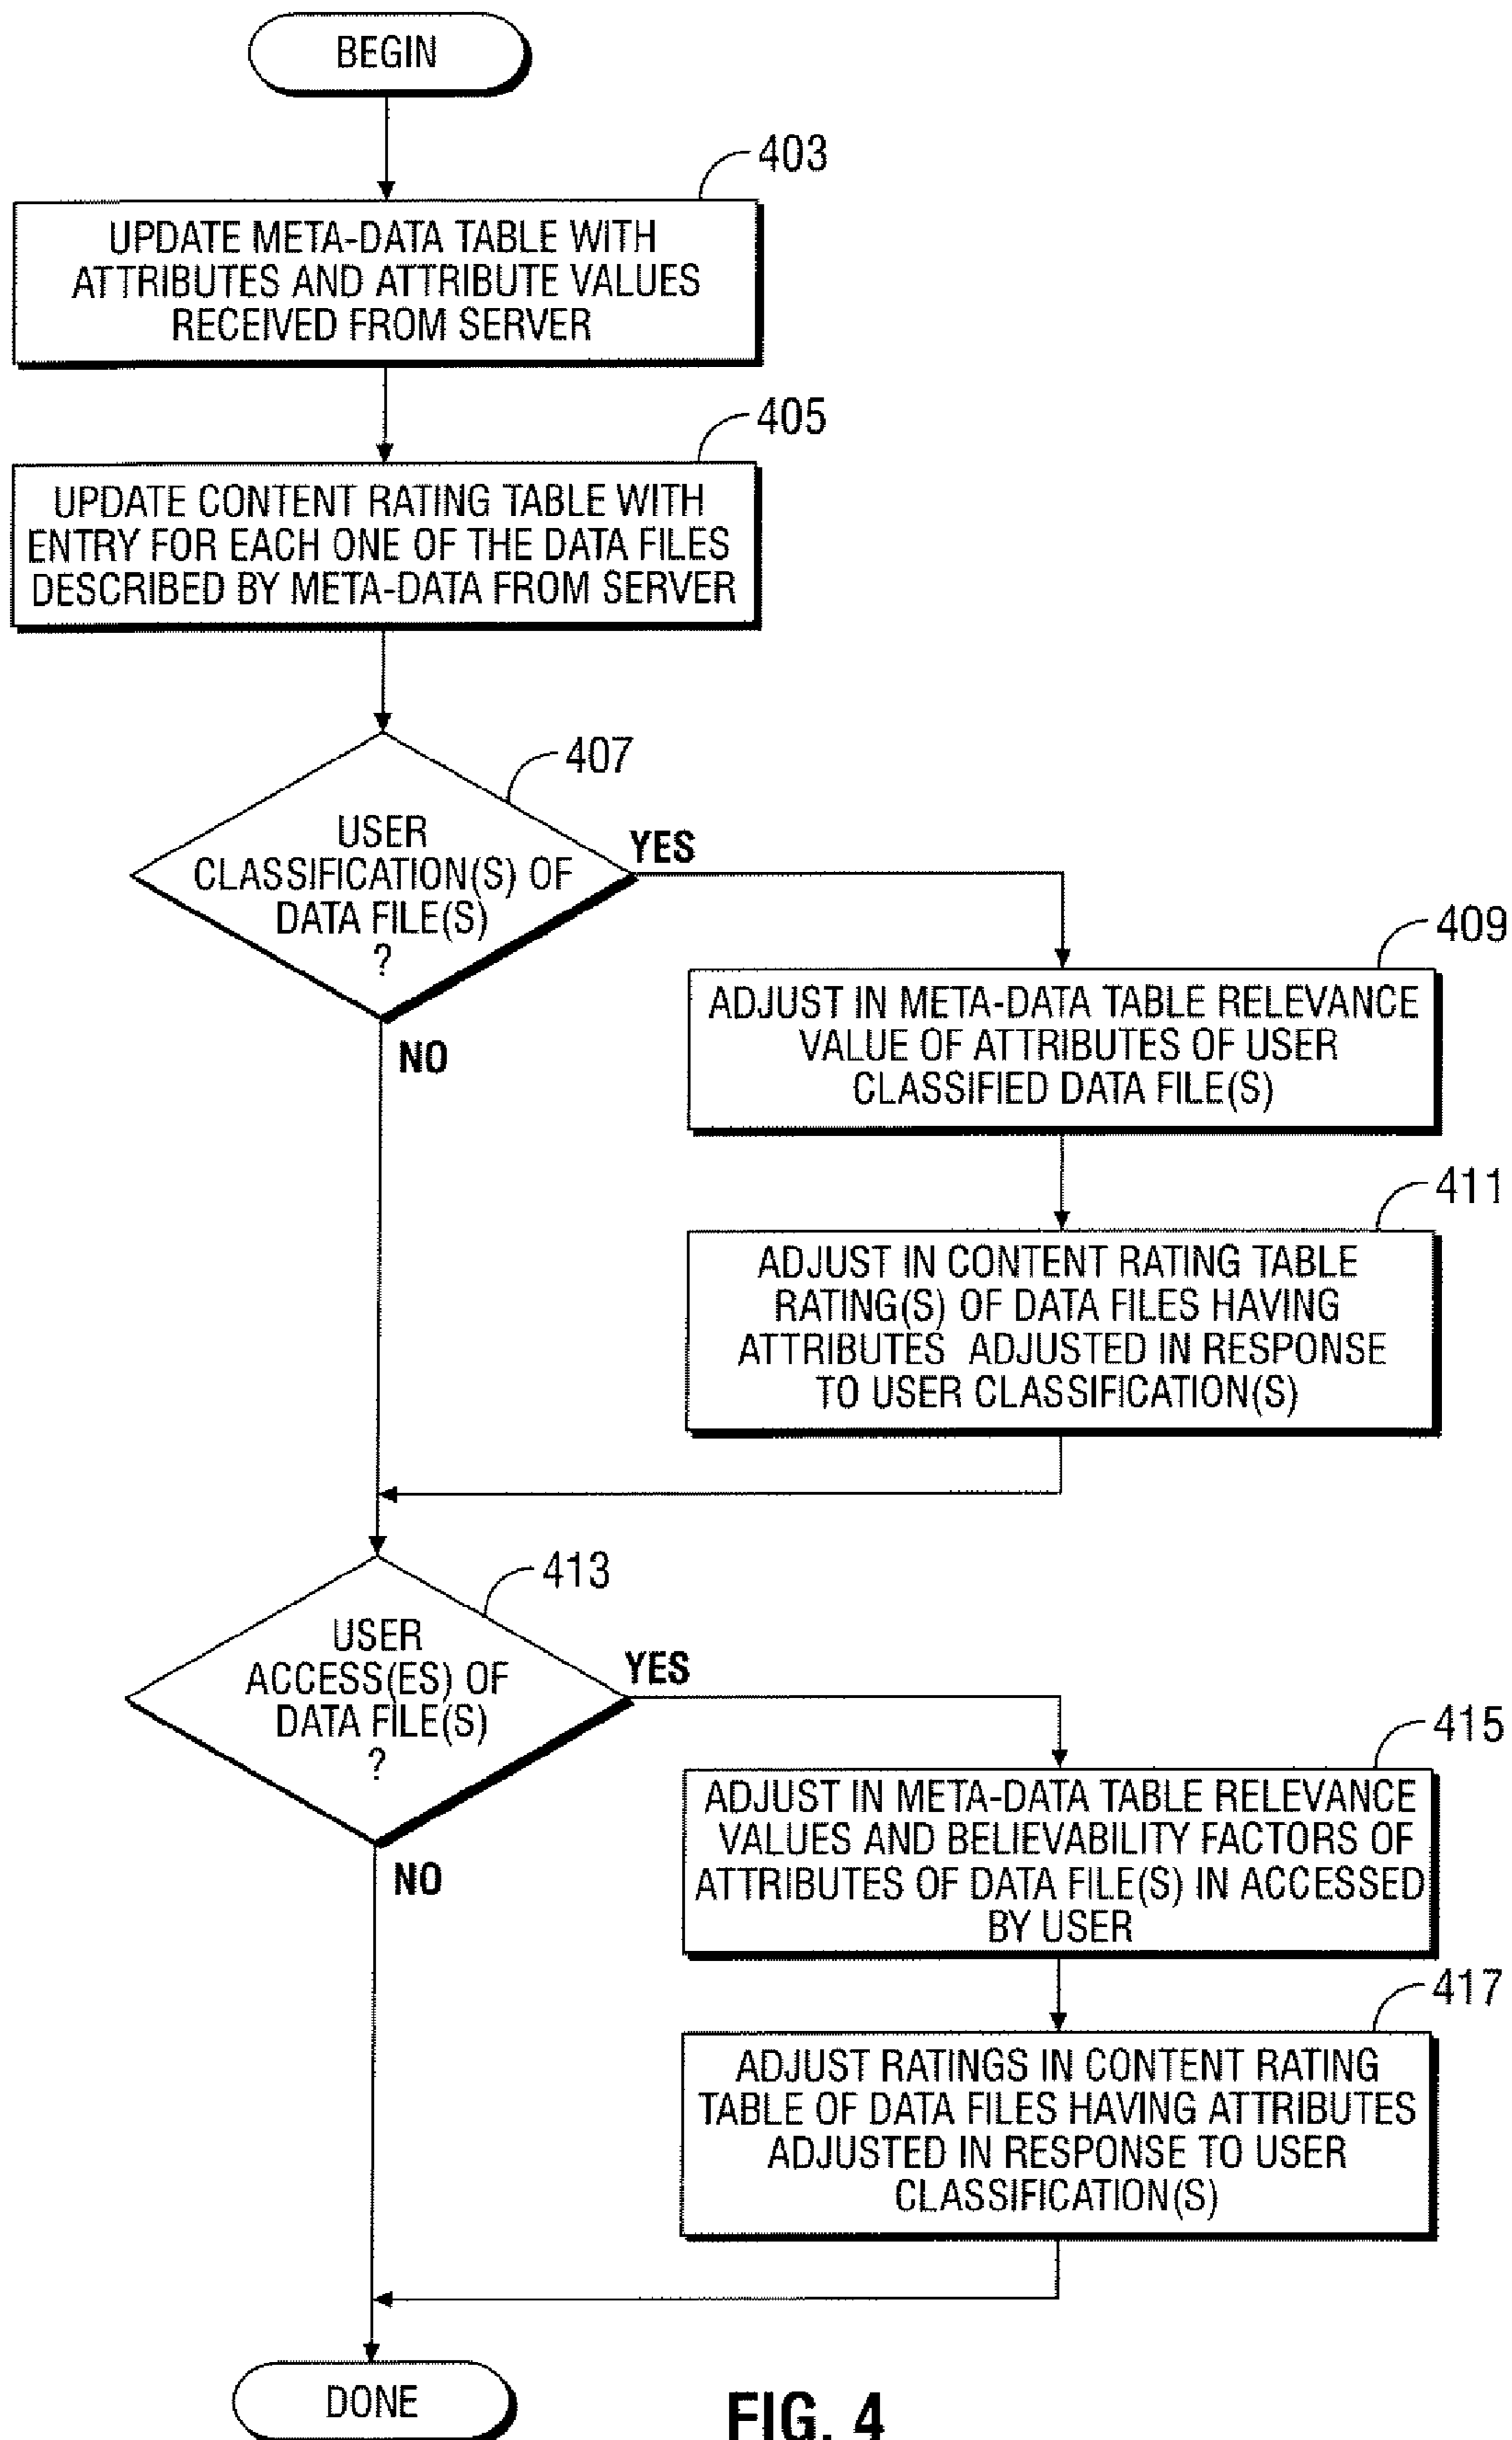 BEGIN
403
UPDATE META-DATA TABLE WITH
ATTRIBUTES AND ATTRIBUTE VALUES
RECEIVED FROM SERVER
405
UPDATE CONTENT RATING TABLE WITH
ENTRY FOR EACH ONE OF THE DATA FILES
DESCRIBED BY META-DATA FROM SERVER
407
USER
CLASSIFICATION(S) OF
DATA FILE(S)
?
YES
NO
409
ADJUST IN META-DATA TABLE RELEVANCE
VALUE OF ATTRIBUTES OF USER
CLASSIFIED DATA FILE(S)
411
ADJUST IN CONTENT RATING TABLE
RATING(S) OF DATA FILES HAVING
ATTRIBUTES ADJUSTED IN RESPONSE
TO USER CLASSIFICATION(S)
413
USER
ACCESS(ES) OF
DATA FILE(S)
?
YES
NO
415
ADJUST IN META-DATA TABLE RELEVANCE
VALUES AND BELIEVABILITY FACTORS OF
ATTRIBUTES OF DATA FILE(S) IN ACCESSED
BY USER
417
ADJUST RATINGS IN CONTENT RATING
TABLE OF DATA FILES HAVING ATTRIBUTES
ADJUSTED IN RESPONSE TO USER
CLASSIFICATION(S)
DONE
FIG. 4